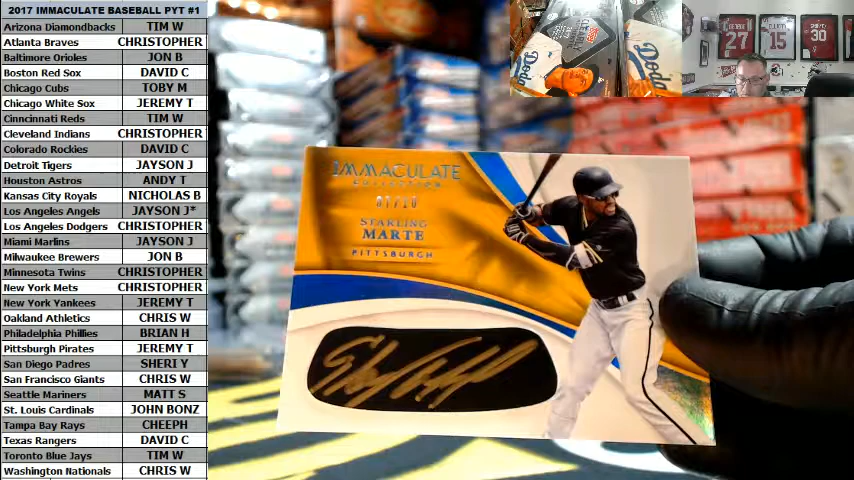 2017 IMMACULATE BASEBALL PYT #1
Arizona Diamondbacks TIM W
Atlanta Braves CHRISTOPHER
Baltimore Orioles JON B
Boston Red Sox DAVID C
Chicago Cubs TOBY M
Chicago White Sox JEREMY T
Cinncinati Reds TIM W
Cleveland Indians CHRISTOPHER
Colorado Rockies DAVID C
Detroit Tigers JAYSON J
Houston Astros ANDY T
Kansas City Royals NICHOLAS B
Los Angeles Angels JAYSON J*
Los Angeles Dodgers CHRISTOPHER
Miami Marlins JAYSON J
Milwaukee Brewers JON B
Minnesota Twins CHRISTOPHER
New York Mets CHRISTOPHER
New York Yankees JEREMY T
Oakland Athletics CHRIS W
Philadelphia Phillies BRIAN H
Pittsburgh Pirates JEREMY T
San Diego Padres SHERI Y
San Francisco Giants CHRIS W
Seattle Mariners MATT S
St. Louis Cardinals JOHN BONZ
Tampa Bay Rays CHEEPH
Texas Rangers DAVID C
Toronto Blue Jays TIM W
Washington Nationals CHRIS W
IMMACULATE
COLLECTION
STARLING
MARTE
PITTSBURGH
27
15
30